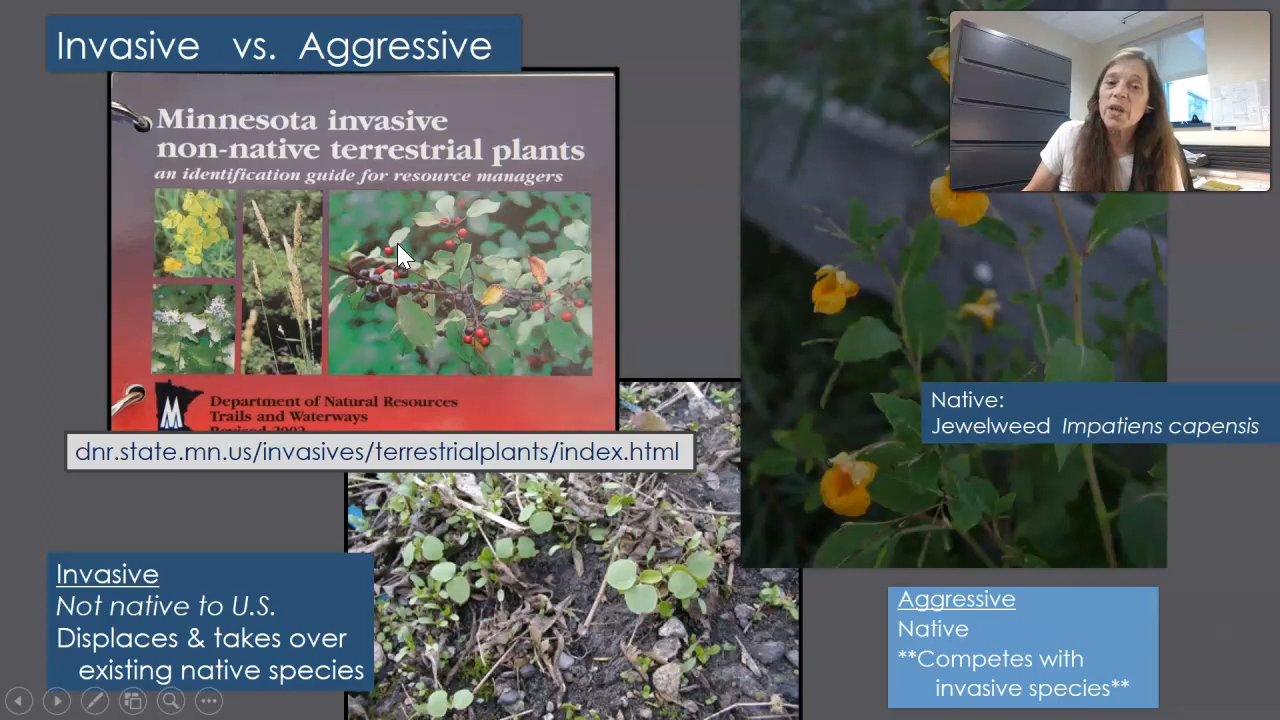 Invasive vs. Aggressive
Minnesota invasive
non-native terrestrial plants
an identification guide for resource managers
Department of Natural Resources
Trails and Waterways
Revised 2002
dnr.state.mn.us/invasives/terrestrialplants/index.html
Native:
Jewelweed Impatiens capensis
Invasive
Not native to U.S.
Displaces & takes over
existing native species
Aggressive
Native
**Competes with
invasive species**